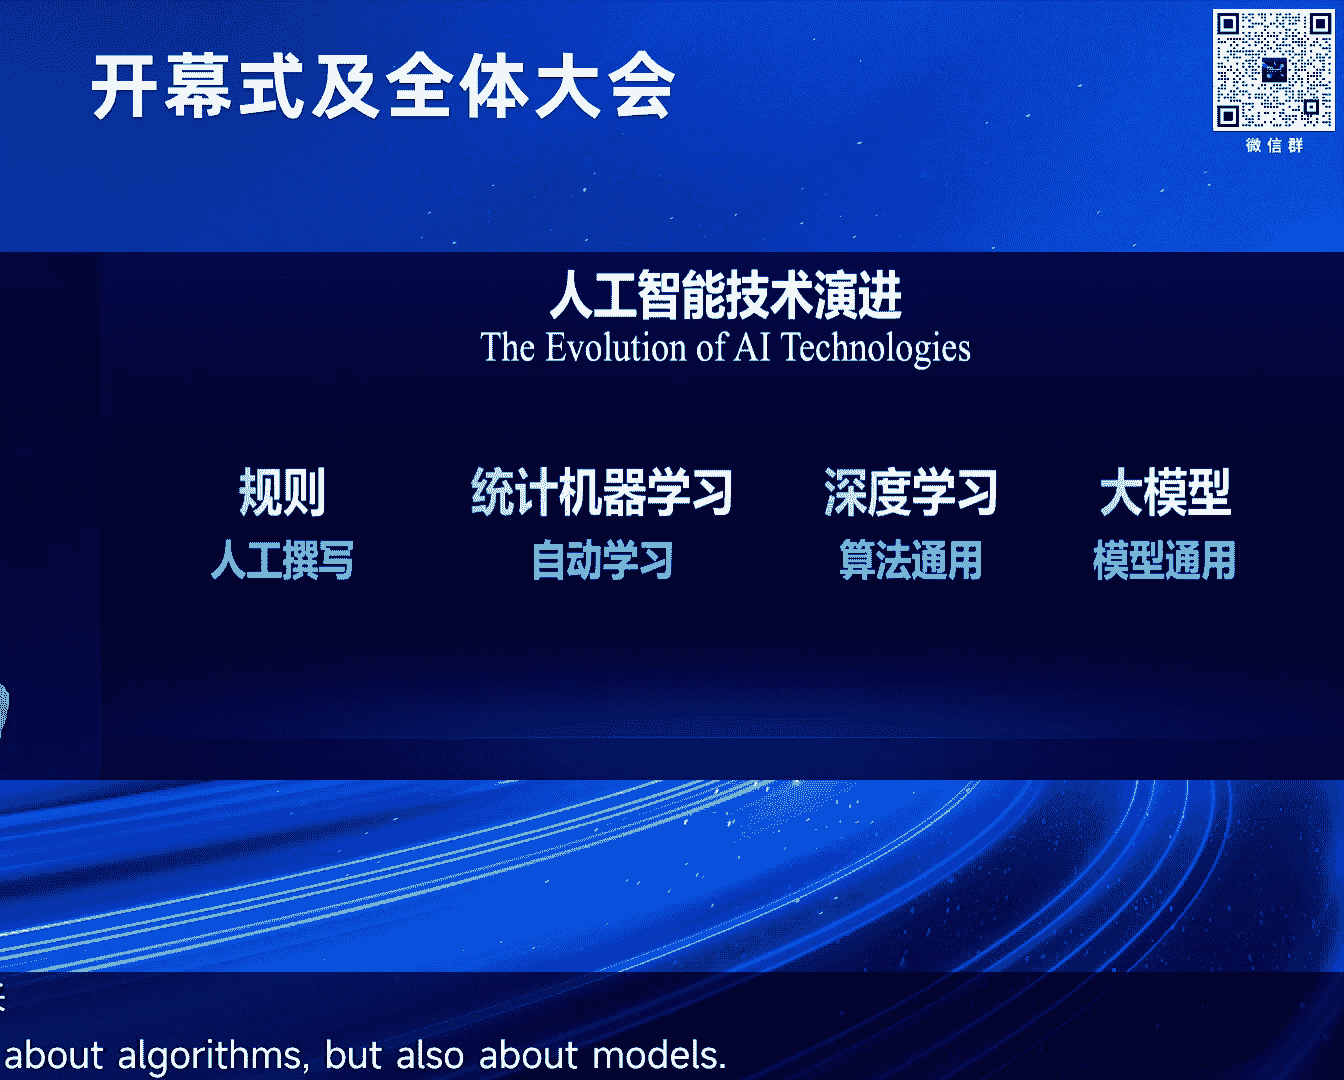 开幕式及全体大会
微信群
人工智能技术演进
The Evolution of AI Technologies
规则 统计机器学习 深度学习 大模型
人工撰写 自动学习 算法通用 模型通用
about algorithms, but also about models.